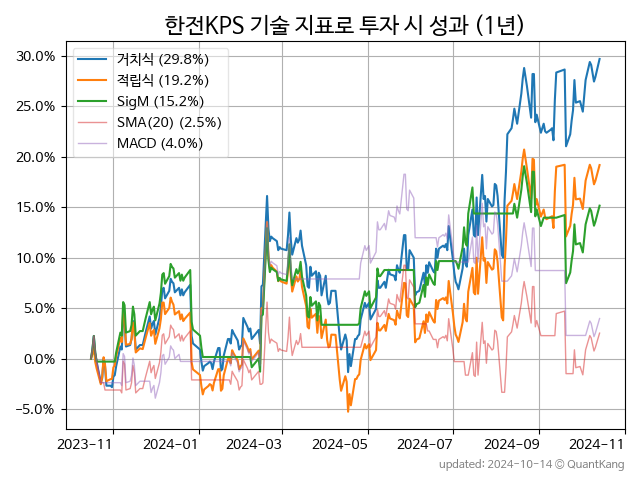 한전KPS 기술 지표로 투자 시 성과 (1년)
거치식 (29.8%)
적립식 (19.2%)
SigM (15.2%)
SMA(20) (2.5%)
MACD (4.0%)
30.0%
25.0%
20.0%
15.0%
10.0%
5.0%
0.0%
−5.0%
2023-11 2024-01 2024-03 2024-05 2024-07 2024-09 2024-11
updated: 2024-10-14 © QuantKang